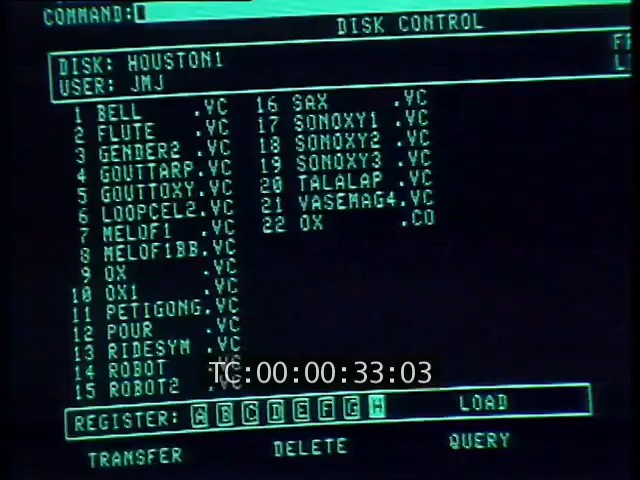 COMMAND:
DISK CONTROL
DISK: HOUSTON1
USER: JMJ
1 BELL .VC
2 FLUTE .VC
3 GENDER2 .VC
4 GOUTTARP.VC
5 GOUTTOXY.VC
6 LOOPCEL2.VC
7 MELOF1 .VC
8 MELOF1BB.VC
9 OX .VC
10 OX1 .VC
11 PETIGONG.VC
12 POUR .VC
13 RIDESYM .VC
14 ROBOT .VC
15 ROBOT2 .VC
16 SAX .VC
17 SONOXY1 .VC
18 SONOXY2 .VC
19 SONOXY3 .VC
20 TALALAP .VC
21 VASEMAG4.VC
22 OX .CO
TC:00:00:33:03
REGISTER: A B C D E F G H LOAD
TRANSFER DELETE QUERY